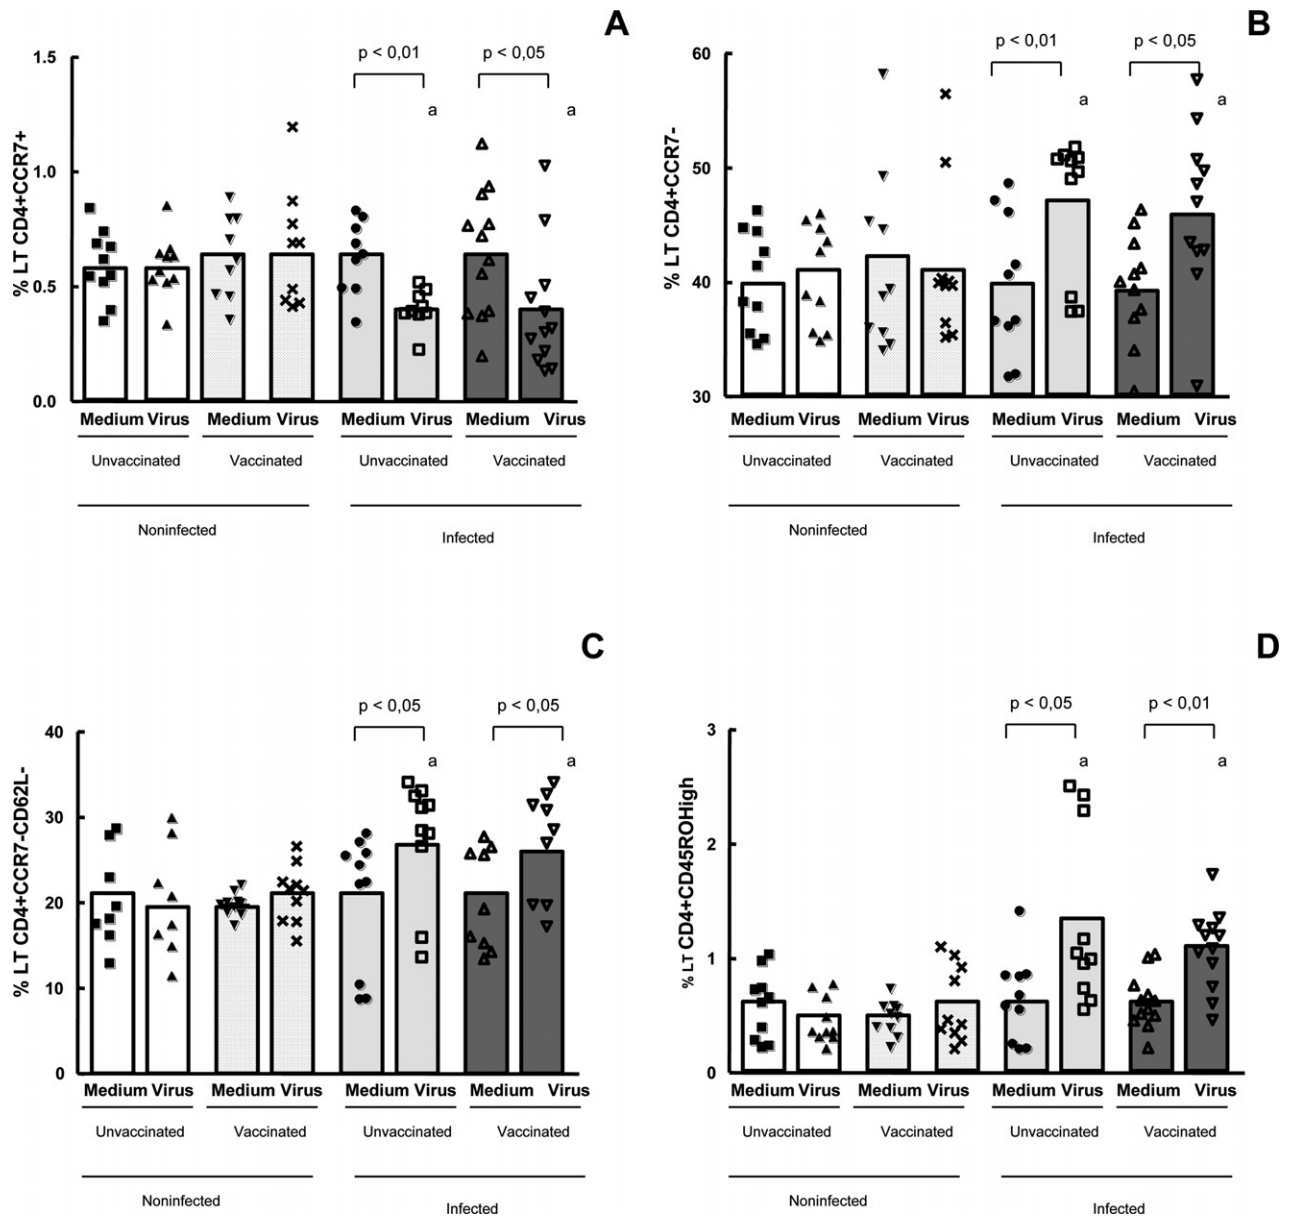 A
p < 0,01 p < 0,05
a a
% LT CD4+CCR7+
1.5
1.0
0.5
0.0
Medium Virus Medium Virus Medium Virus Medium Virus
Unvaccinated Vaccinated Unvaccinated Vaccinated
Noninfected Infected
B
p < 0,01 p < 0,05
a a
% LT CD4+CCR7-
60
50
40
30
Medium Virus Medium Virus Medium Virus Medium Virus
Unvaccinated Vaccinated Unvaccinated Vaccinated
Noninfected Infected
C
p < 0,05 p < 0,05
a a
% LT CD4+CCR7-CD62L-
40
30
20
10
0
Medium Virus Medium Virus Medium Virus Medium Virus
Unvaccinated Vaccinated Unvaccinated Vaccinated
Noninfected Infected
D
p < 0,05 p < 0,01
a a
% LT CD4+CD45ROHigh
3
2
1
0
Medium Virus Medium Virus Medium Virus Medium Virus
Unvaccinated Vaccinated Unvaccinated Vaccinated
Noninfected Infected